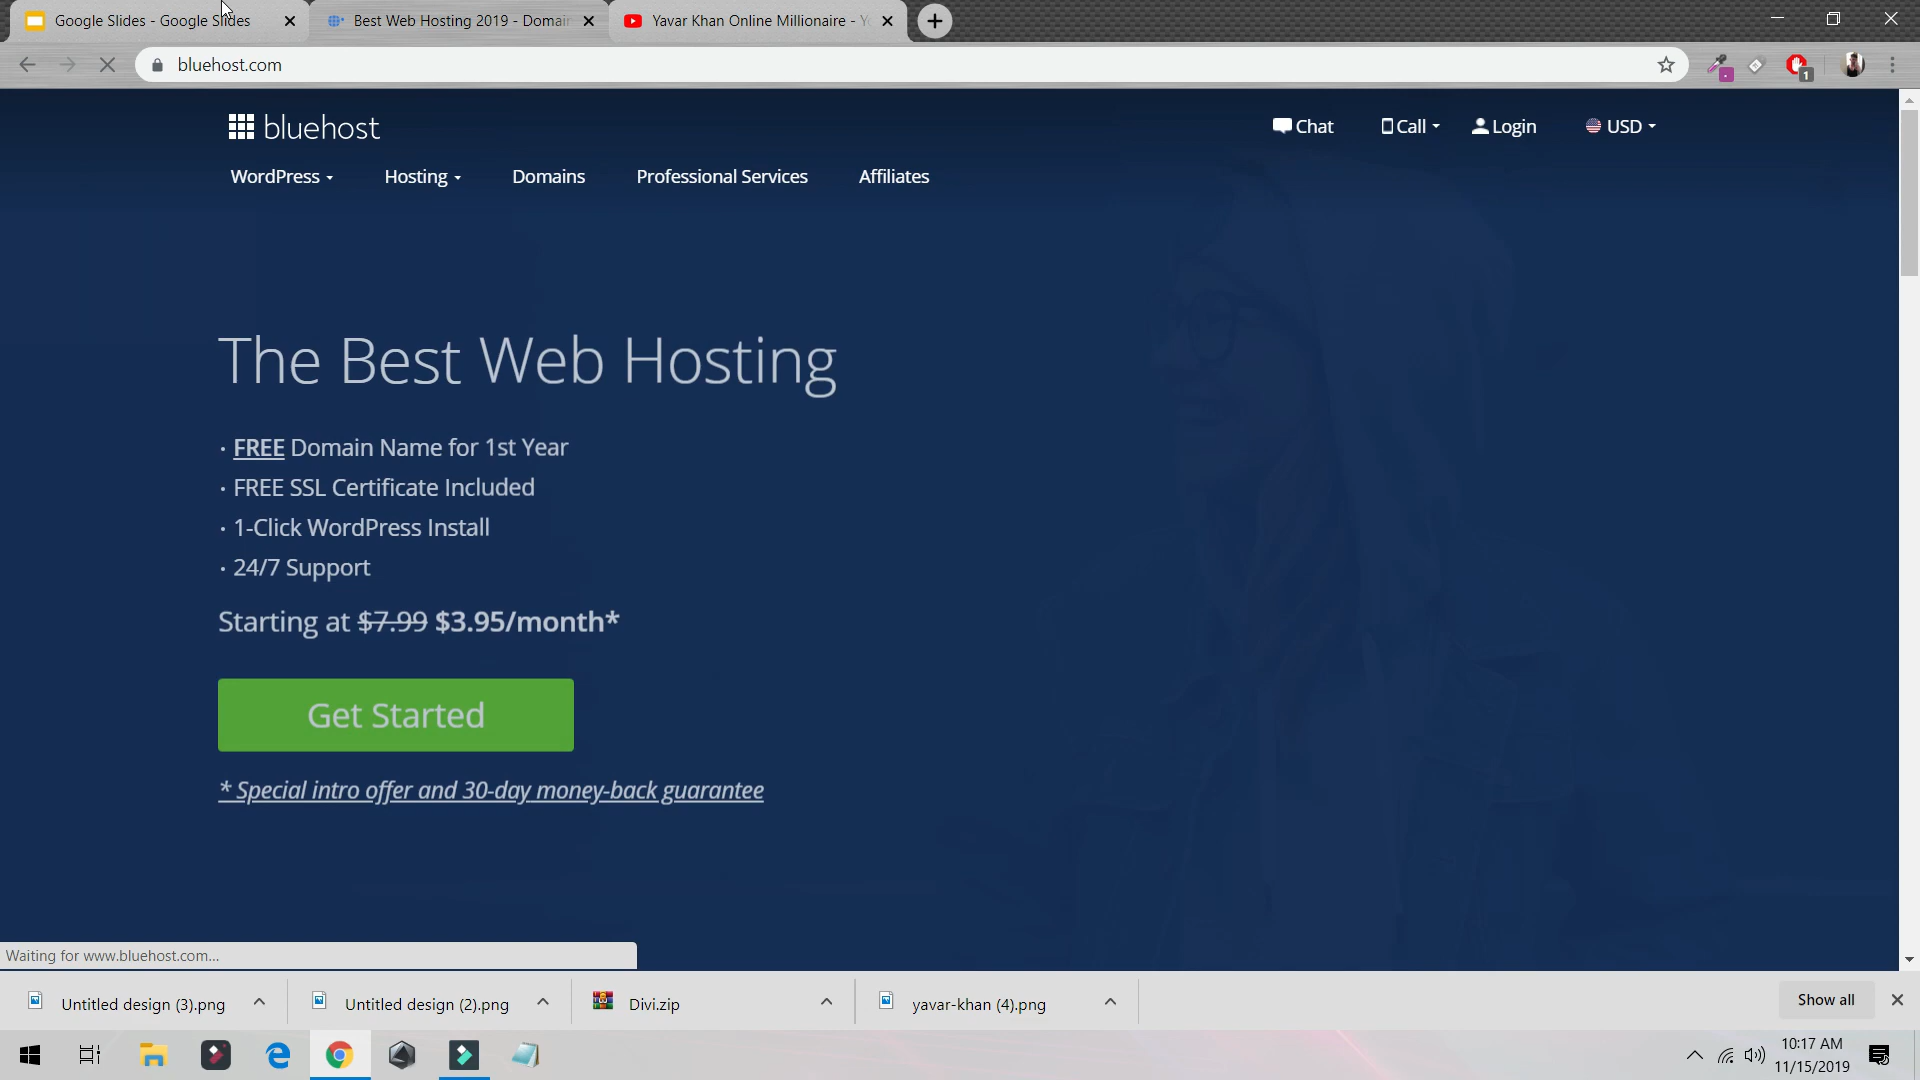 Google Slides - Google Slides
Best Web Hosting 2019 - Domain
Yavar Khan Online Millionaire - Yo
bluehost.com
1
bluehost
Chat
Call
Login
USD
WordPress
Hosting
Domains
Professional Services
Affiliates
The Best Web Hosting
· FREE Domain Name for 1st Year
· FREE SSL Certificate Included
· 1-Click WordPress Install
· 24/7 Support
Starting at $7.99 $3.95/month*
Get Started
* Special intro offer and 30-day money-back guarantee
Waiting for www.bluehost.com...
Untitled design (3).png
Untitled design (2).png
Divi.zip
yavar-khan (4).png
Show all
10:17 AM
11/15/2019